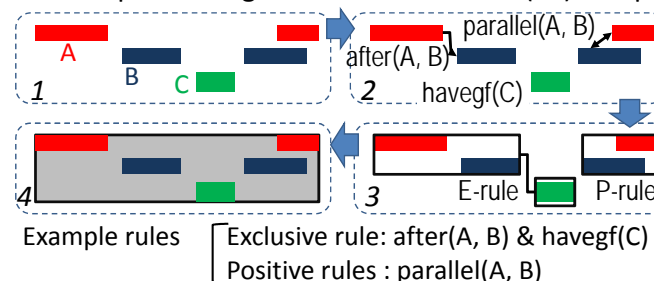 A
B
C
1
parallel(A, B)
after(A, B)
havegf(C)
2
4
E-rule
P-rule
3
Example rules
Exclusive rule: after(A, B) & havegf(C)
Positive rules : parallel(A, B)